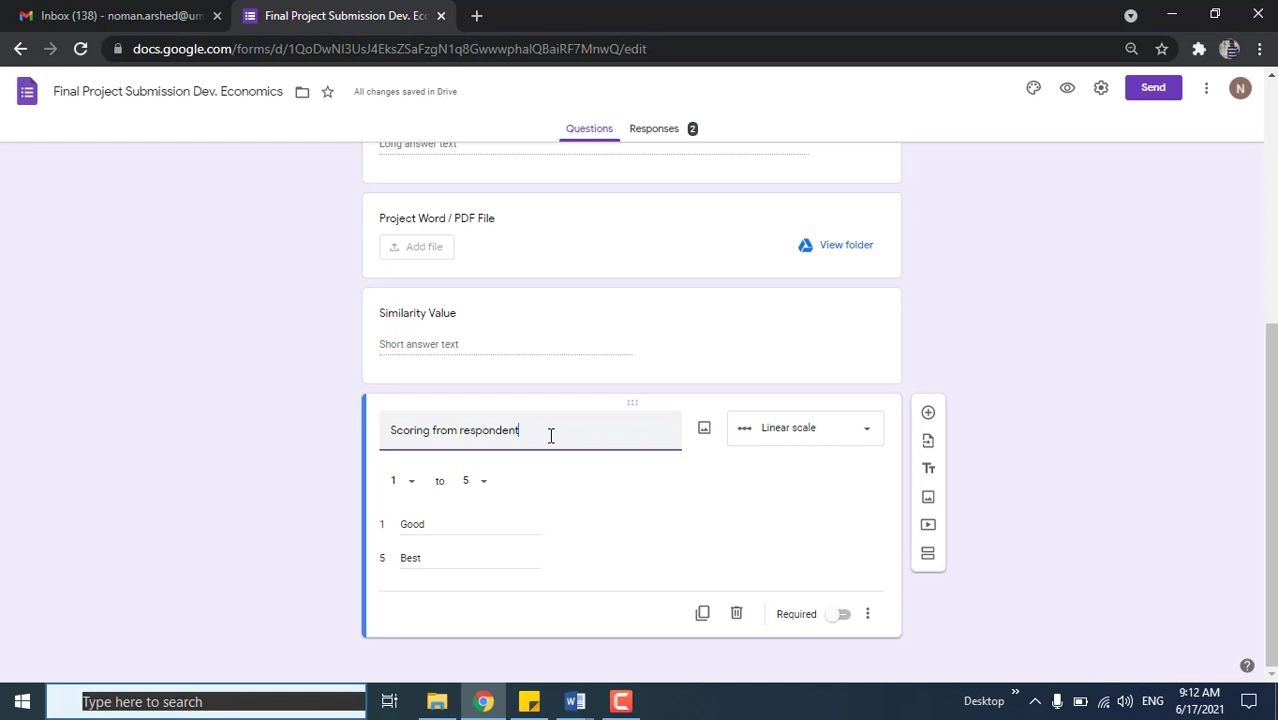 Inbox (138) - noman.arshed@um
Final Project Submission Dev. Ec
docs.google.com/forms/d/1QoDwNI3UsJ4EksZSaFzgN1q8GwwwphalQBaiRF7MnwQ/edit
Final Project Submission Dev. Economics
All changes saved in Drive
Send
N
Questions
Responses 2
Long answer text
Project Word / PDF File
Add file
View folder
Similarity Value
Short answer text
Scoring from respondent
Linear scale
1 to 5
1 Good
5 Best
Required
Type here to search
Desktop
ENG
9:12 AM
6/17/2021